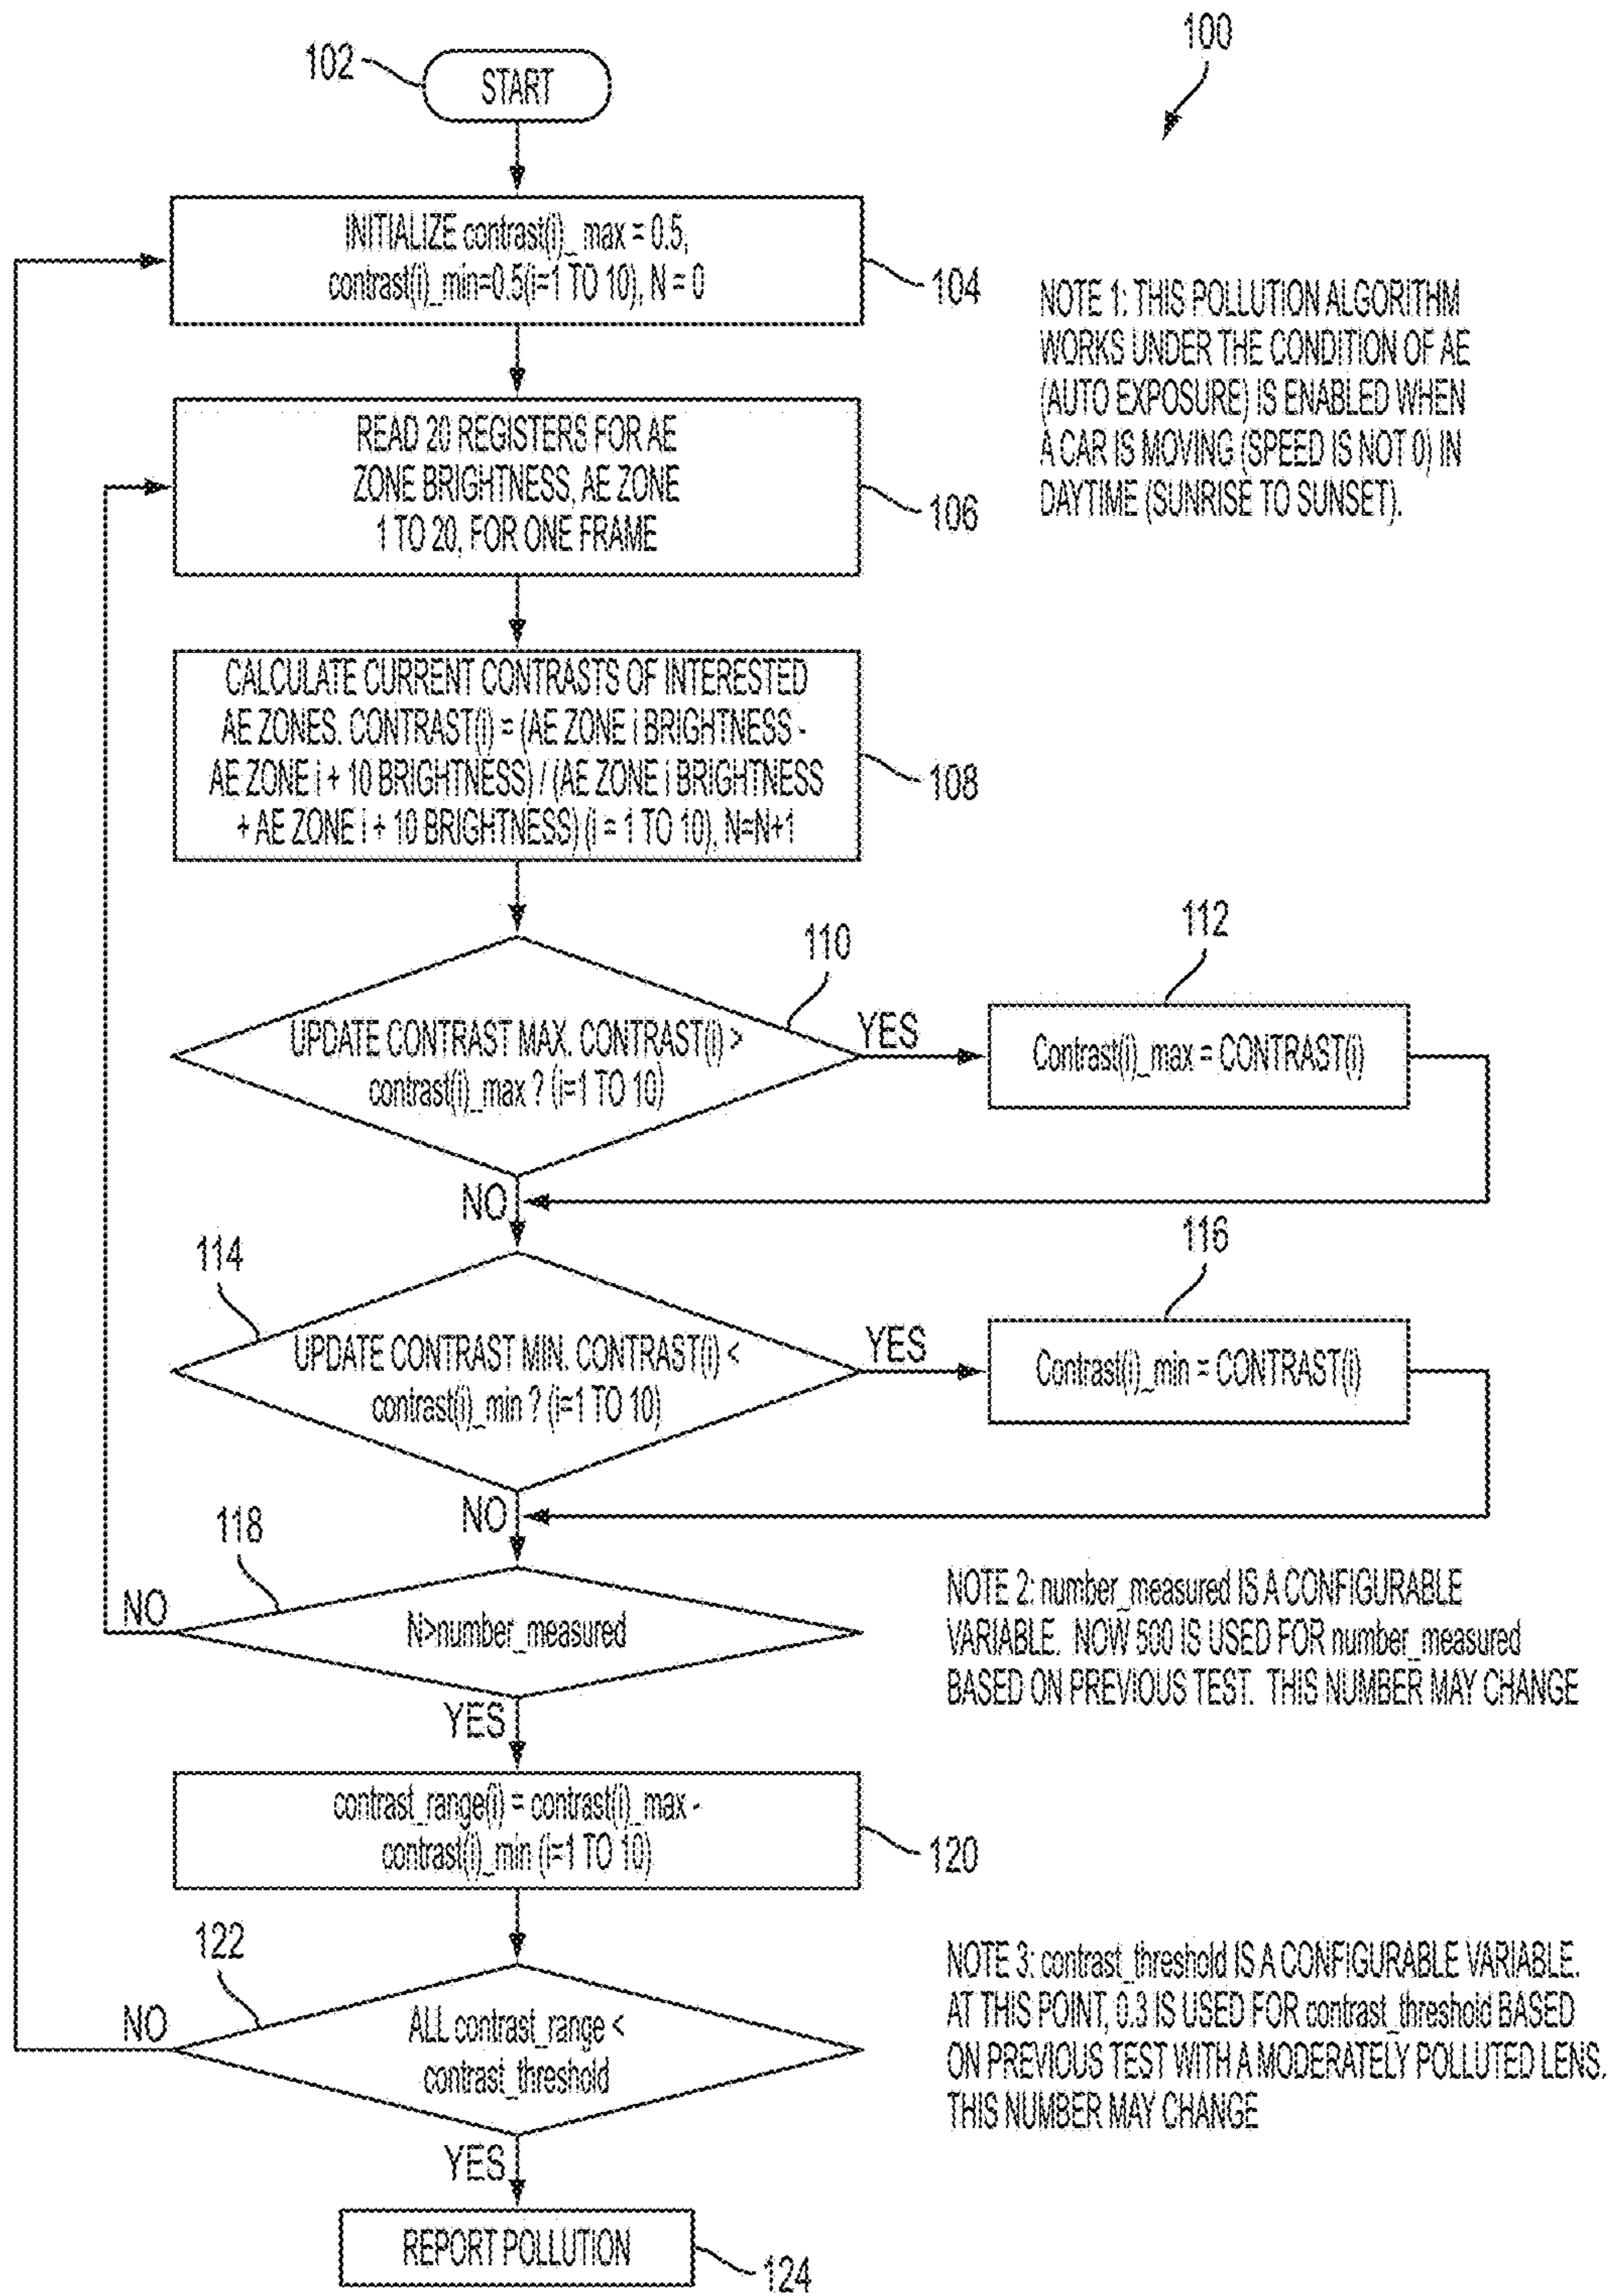 100
102
START
INITIALIZE contrast(i)_ max = 0.5,
contrast(i)_min=0.5(i=1 TO 10), N = 0
104
NOTE 1: THIS POLLUTION ALGORITHM
WORKS UNDER THE CONDITION OF AE
(AUTO EXPOSURE) IS ENABLED WHEN
A CAR IS MOVING (SPEED IS NOT 0) IN
DAYTIME (SUNRISE TO SUNSET).
READ 20 REGISTERS FOR AE
ZONE BRIGHTNESS, AE ZONE
1 TO 20, FOR ONE FRAME
106
CALCULATE CURRENT CONTRASTS OF INTERESTED
AE ZONES. CONTRAST(i) = (AE ZONE i BRIGHTNESS -
AE ZONE i + 10 BRIGHTNESS) / (AE ZONE i BRIGHTNESS
+ AE ZONE i + 10 BRIGHTNESS) (i = 1 TO 10), N=N+1
108
110
UPDATE CONTRAST MAX. CONTRAST(i) >
contrast(i)_max ? (i=1 TO 10)
YES
112
Contrast(i)_max = CONTRAST(i)
NO
114
UPDATE CONTRAST MIN. CONTRAST(i) <
contrast(i)_min ? (i=1 TO 10)
YES
116
Contrast(i)_min = CONTRAST(i)
NO
118
NO
N>number_measured
YES
NOTE 2: number_measured IS A CONFIGURABLE
VARIABLE. NOW 500 IS USED FOR number_measured
BASED ON PREVIOUS TEST. THIS NUMBER MAY CHANGE
contrast_range(i) = contrast(i)_max -
contrast(i)_min (i=1 TO 10)
120
122
NO
ALL contrast_range <
contrast_threshold
YES
NOTE 3: contrast_threshold IS A CONFIGURABLE VARIABLE.
AT THIS POINT, 0.3 IS USED FOR contrast_threshold BASED
ON PREVIOUS TEST WITH A MODERATELY POLLUTED LENS.
THIS NUMBER MAY CHANGE
REPORT POLLUTION
124